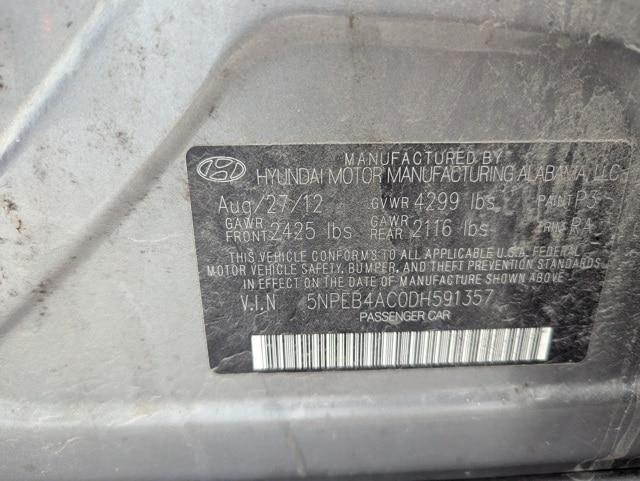 MANUFACTURED BY
HYUNDAI MOTOR MANUFACTURING ALABAMA, LLC
Aug/27/12 GVWR 4299 lbs PAINT P3
GAWR FRONT 2425 lbs GAWR REAR 2116 lbs TRIM RA
THIS VEHICLE CONFORMS TO ALL APPLICABLE U.S.A. FEDERAL
MOTOR VEHICLE SAFETY, BUMPER, AND THEFT PREVENTION STANDARDS
IN EFFECT ON THE DATE OF MANUFACTURE SHOWN ABOVE
V.I.N 5NPEB4AC0DH591357
PASSENGER CAR